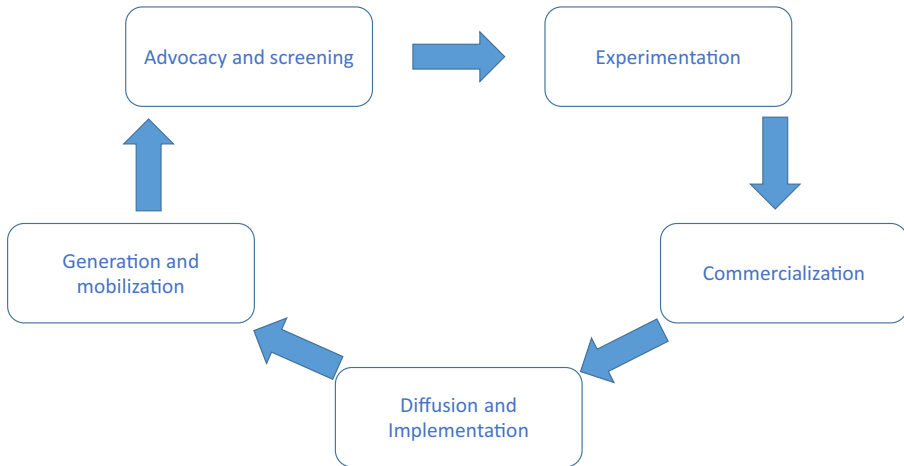 Advocacy and screening
Experimentation
Generation and
mobilization
Commercialization
Diffusion and
Implementation